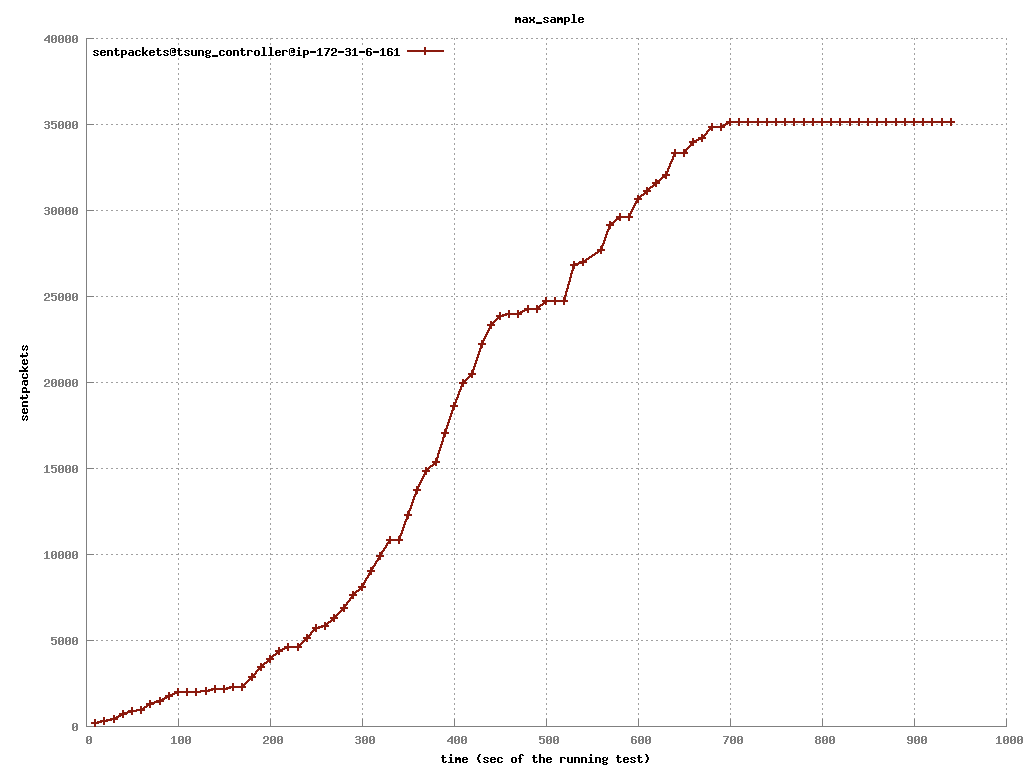 max_sample
sentpackets@tsung_controller@ip-172-31-6-161
40000
35000
30000
25000
20000
15000
10000
5000
0
sentpackets
0 100 200 300 400 500 600 700 800 900 1000
time (sec of the running test)